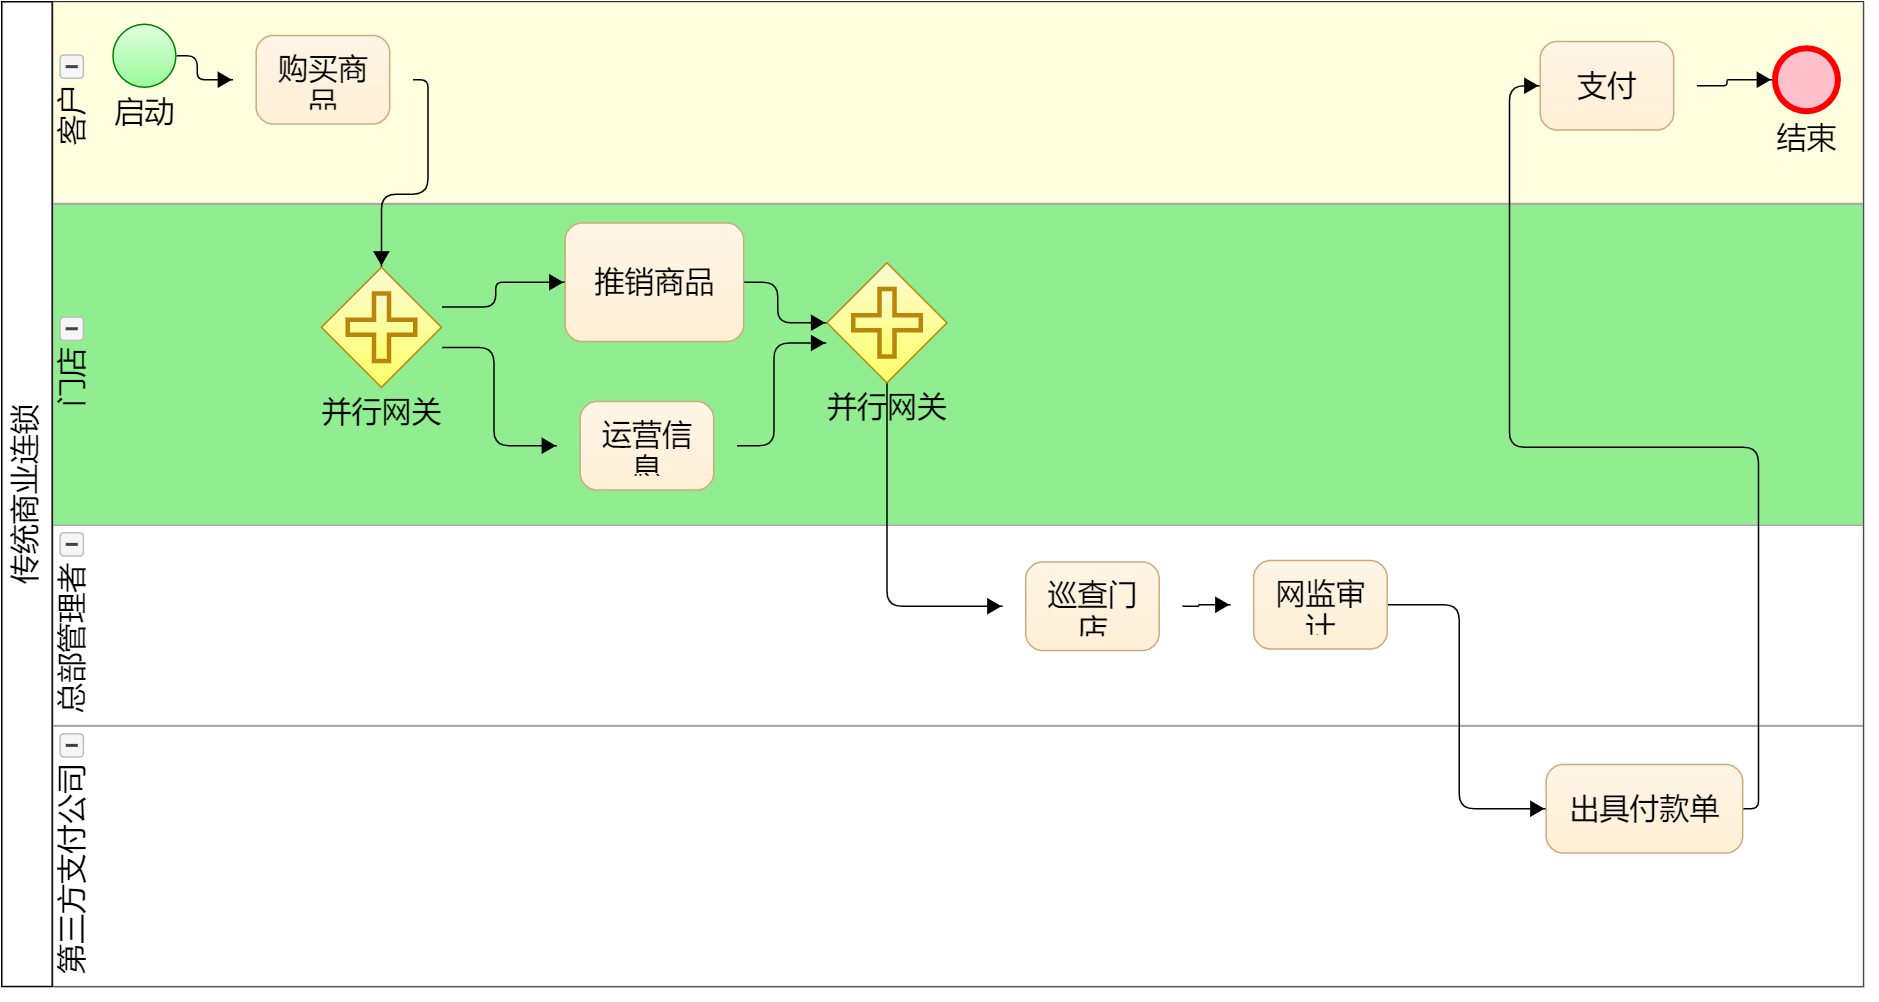 传统商业连锁
客户
启动
购买商
品
支付
结束
门店
并行网关
推销商品
运营信
息
并行网关
总部管理者
巡查门
店
网监审
计
第三方支付公司
出具付款单